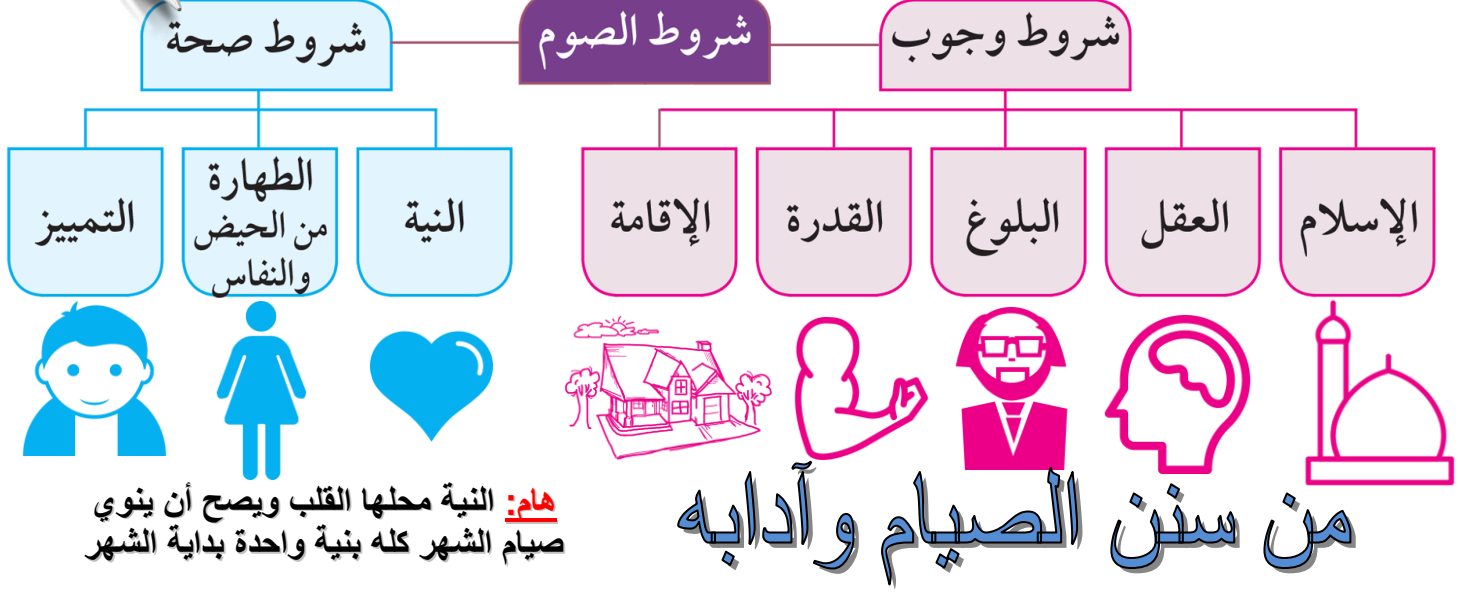 شروط وجوب
شروط الصوم
شروط صحة
الإسلام
العقل
البلوغ
القدرة
الإقامة
النية
الطهارة
من الحيض
والنفاس
التمييز
هام: النية محلها القلب ويصح أن ينوي
صيام الشهر كله بنية واحدة بداية الشهر
من سنن الصيام وآدابه